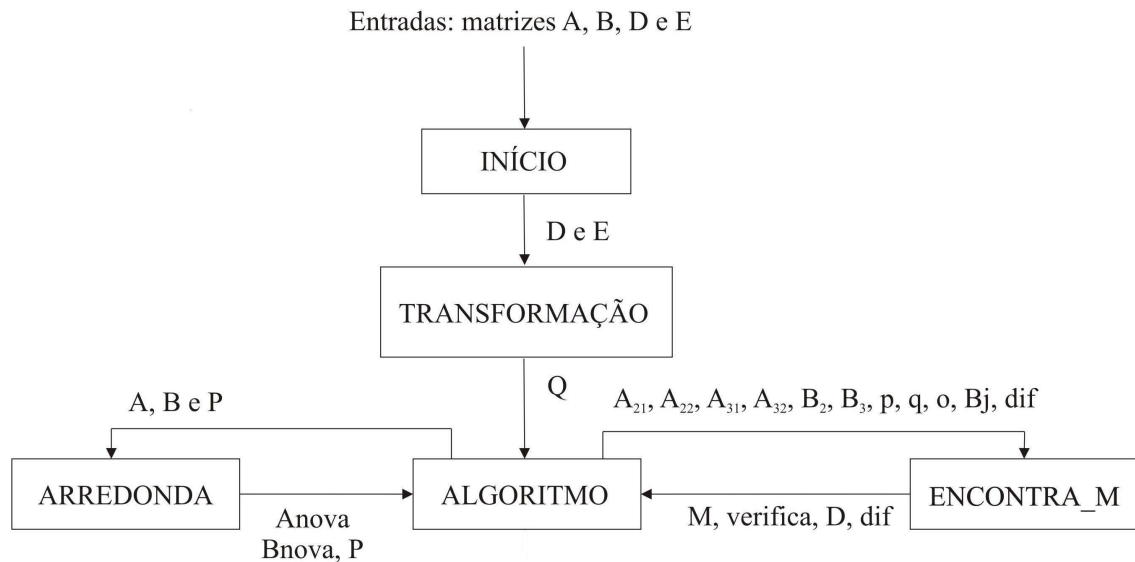 Entradas: matrizes A, B, D e E
INÍCIO
D e E
TRANSFORMAÇÃO
Q
A, B e P
A₂₁, A₂₂, A₃₁, A₃₂, B₂, B₃, p, q, o, Bj, dif
ARREDONDA
ALGORITMO
ENCONTRA_M
Anova
Bnova, P
M, verifica, D, dif